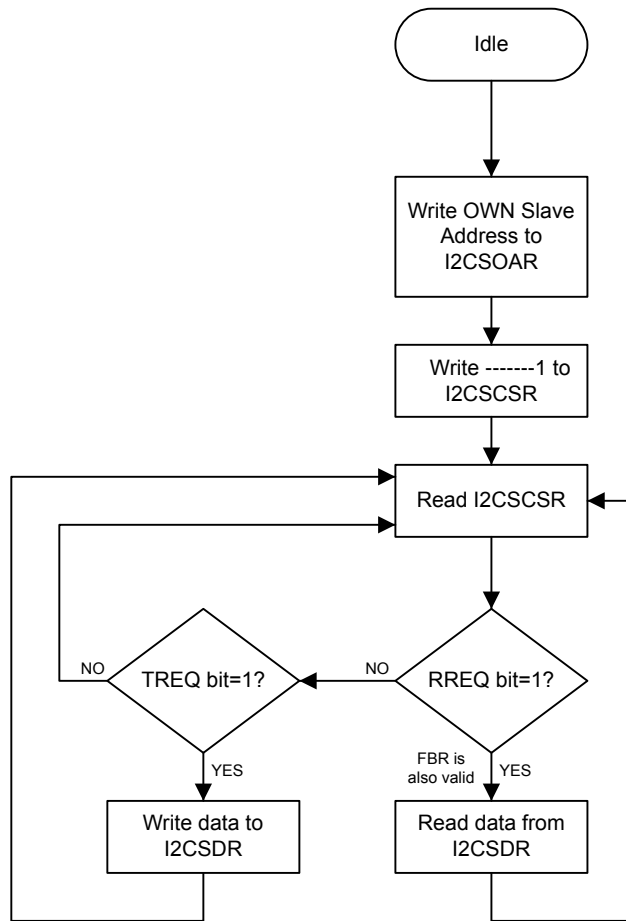 Idle
Write OWN Slave
Address to
I2CSOAR
Write -------1 to
I2CSCSR
Read I2CSCSR
NO
TREQ bit=1?
NO
RREQ bit=1?
YES
FBR is
also valid
YES
Write data to
I2CSDR
Read data from
I2CSDR